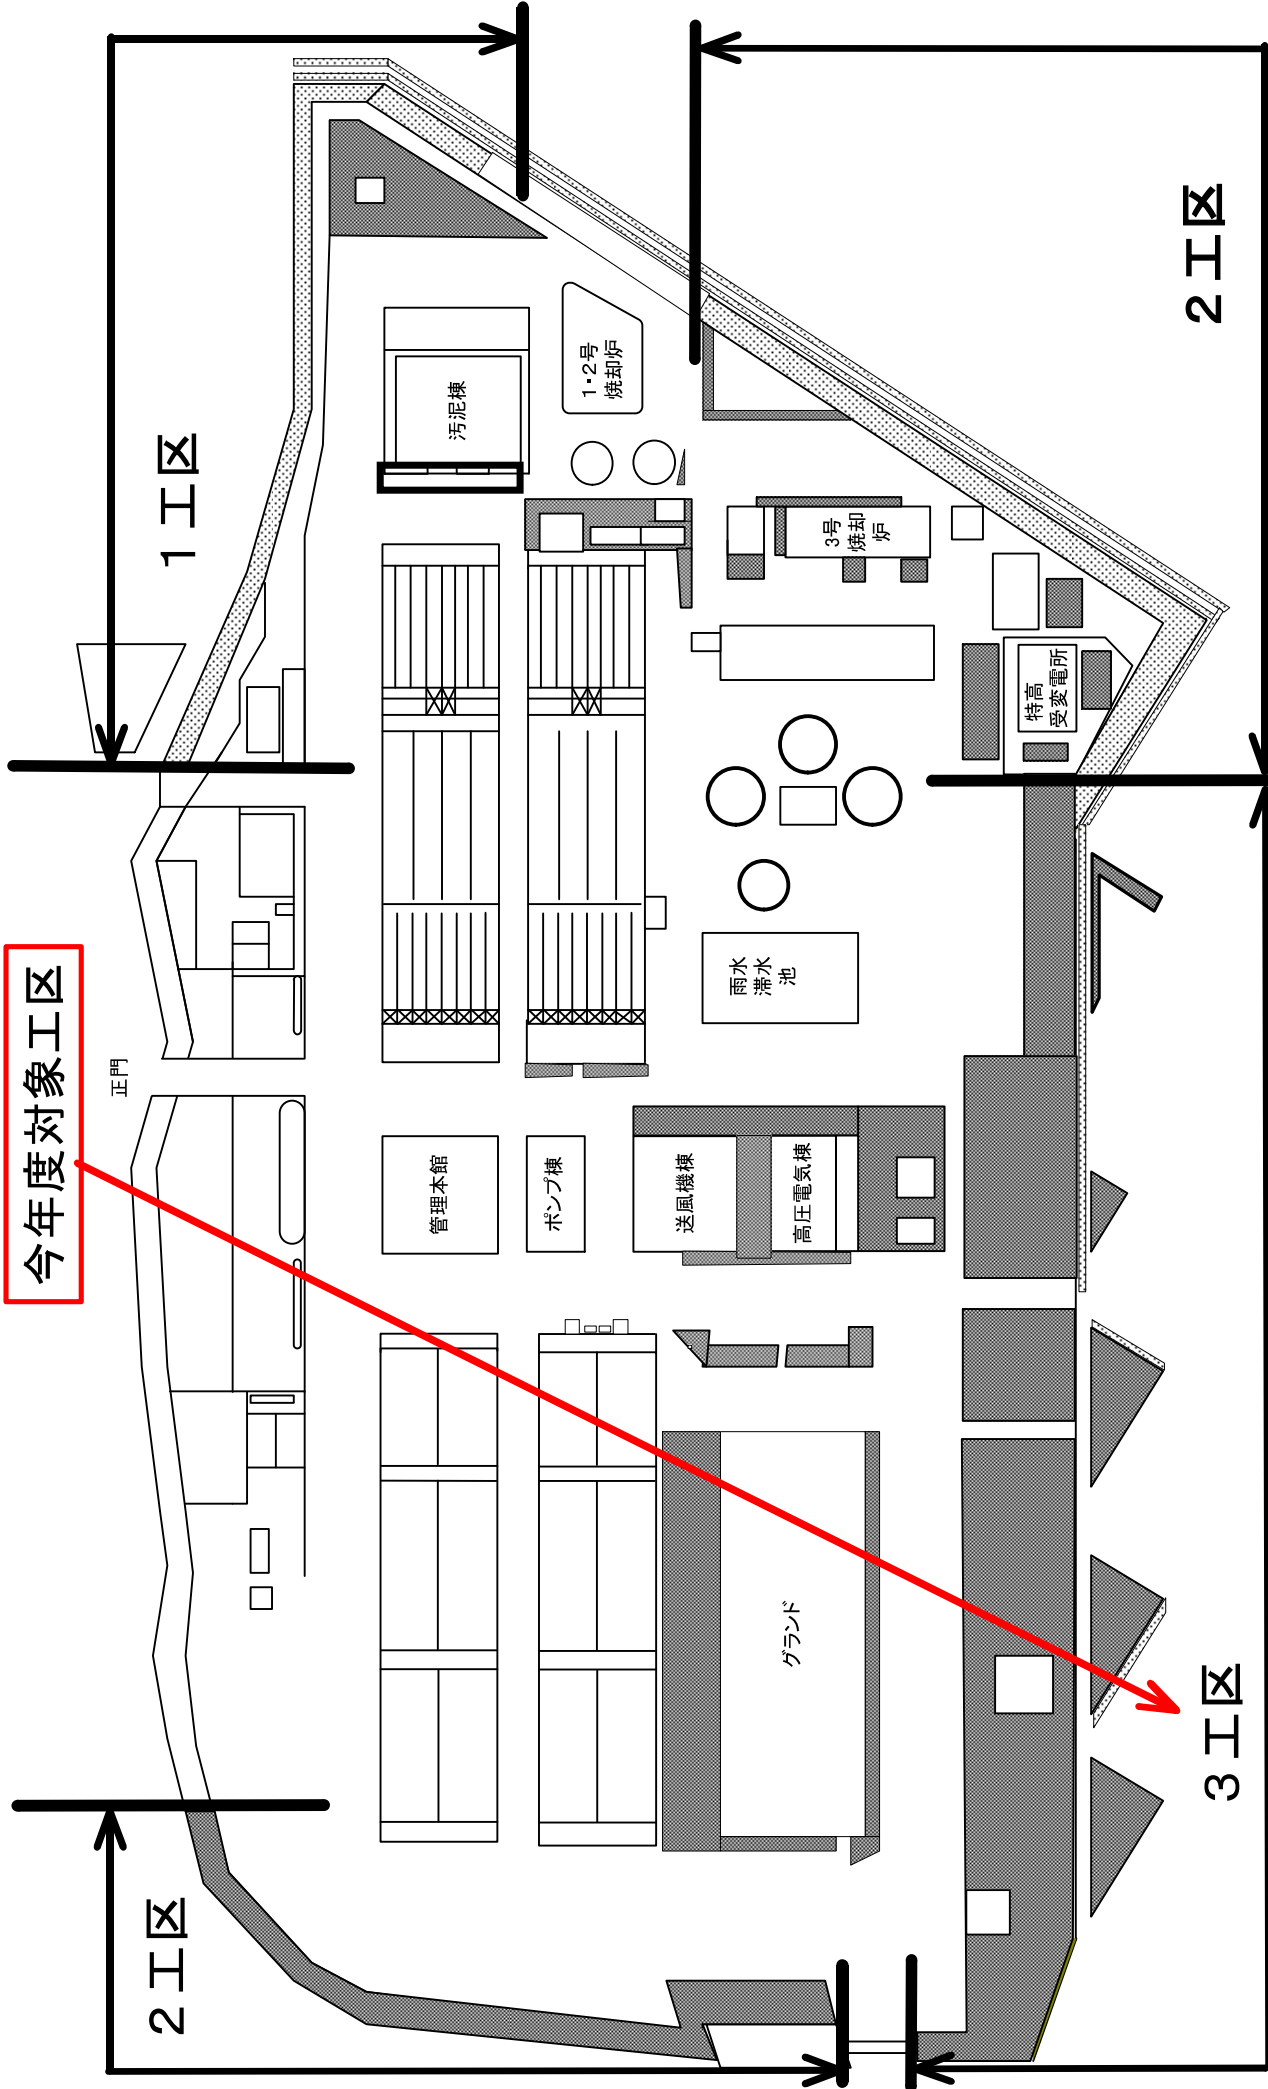 1工区
2工区
汚泥棟
1・2号
焼却炉
3号
焼却
炉
特高
受変電所
雨水
滞水
池
正門
今年度対象工区
管理本館
ポンプ棟
送風機棟
高圧電気棟
グランド
2工区
3工区